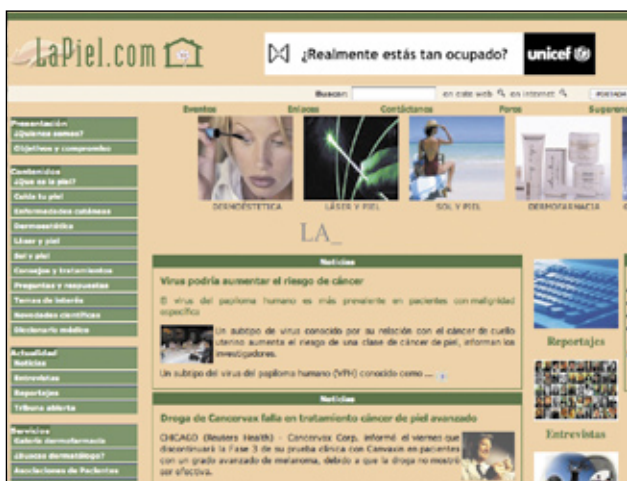 LaPiel.com
¿Realmente estás tan ocupado?
unicef
Buscar: en este web en internet PORTADA
Eventos Enlaces Contáctanos Foros
Presentación
¿Quiénes somos?
Objetivos y compromiso
Contenidos
¿Que es la piel?
Cuida tu piel
Enfermedades cutáneas
Dermoestética
Láser y piel
Sol y piel
Consejos y tratamientos
Preguntas y respuestas
Temas de interés
Novedades científicas
Diccionario médico
Actualidad
Noticias
Entrevistas
Reportajes
Tribuna abierta
Servicios
Galería dermofarmacia
¿Buscas dermatólogo?
Asociaciones de Pacientes
DERMOESTÉTICA LÁSER Y PIEL SOL Y PIEL DERMOFARMACIA
LA_
Noticias
Virus podría aumentar el riesgo de cáncer
El virus del papiloma humano es más prevalente en pacientes con malignidad
específica
Un subtipo de virus conocido por su relación con el cáncer de cuello
uterino aumenta el riesgo de una clase de cáncer de piel, informan los
investigadores.
Un subtipo del virus del papiloma humano (VPH) conocido como ...
Noticias
Droga de Cancervax falla en tratamiento cáncer de piel avanzado
CHICAGO (Reuters Health) - Cancervax Corp. informó el viernes que
discontinuará la Fase 3 de su prueba clínica con Canvaxin en pacientes
con un grado avanzado de melanoma, debido a que la droga no mostró
ser efectiva.
Reportajes
Entrevistas